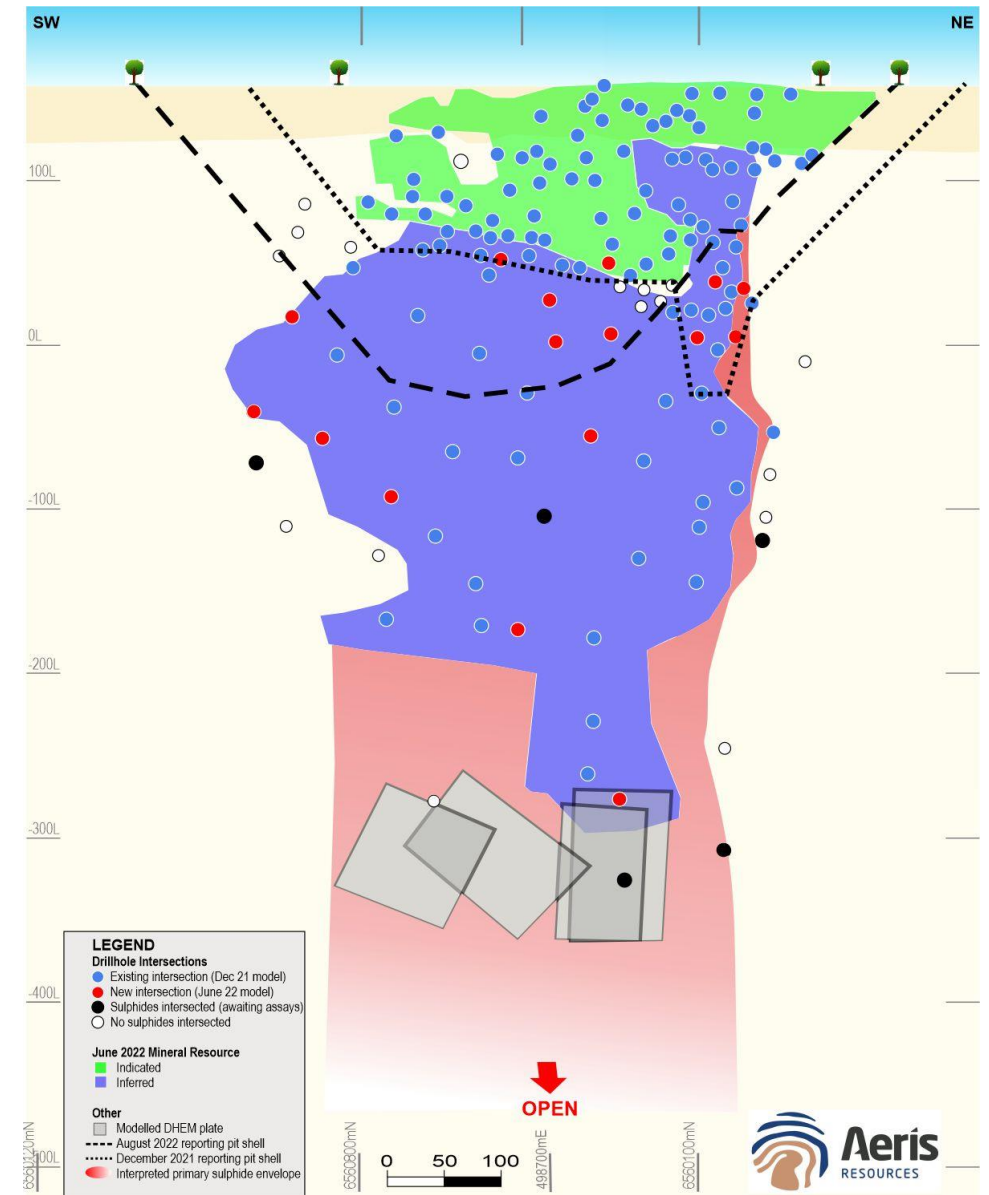 SW
NE
100L
0L
-100L
-200L
-300L
-400L
LEGEND
Drillhole Intersections
Existing intersection (Dec 21 model)
New intersection (June 22 model)
Sulphides intersected (awaiting assays)
No sulphides intersected
June 2022 Mineral Resource
Indicated
Inferred
Other
Modelled DHEM plate
August 2022 reporting pit shell
December 2021 reporting pit shell
Interpreted primary sulphide envelope
OPEN
6560120mN
6560800mN
498700mE
6560100mN
0 50 100
Aeris
RESOURCES